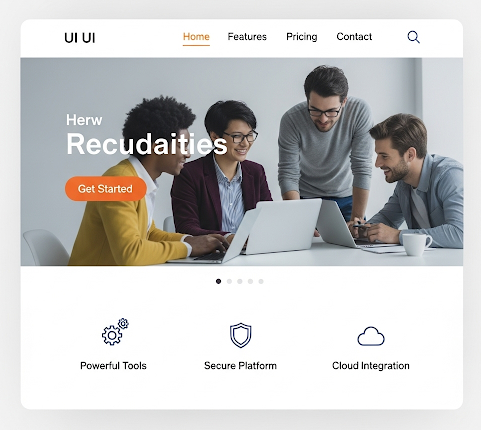 UI UI
Home Features Pricing Contact
Herw
Recudaities
Get Started
Powerful Tools Secure Platform Cloud Integration